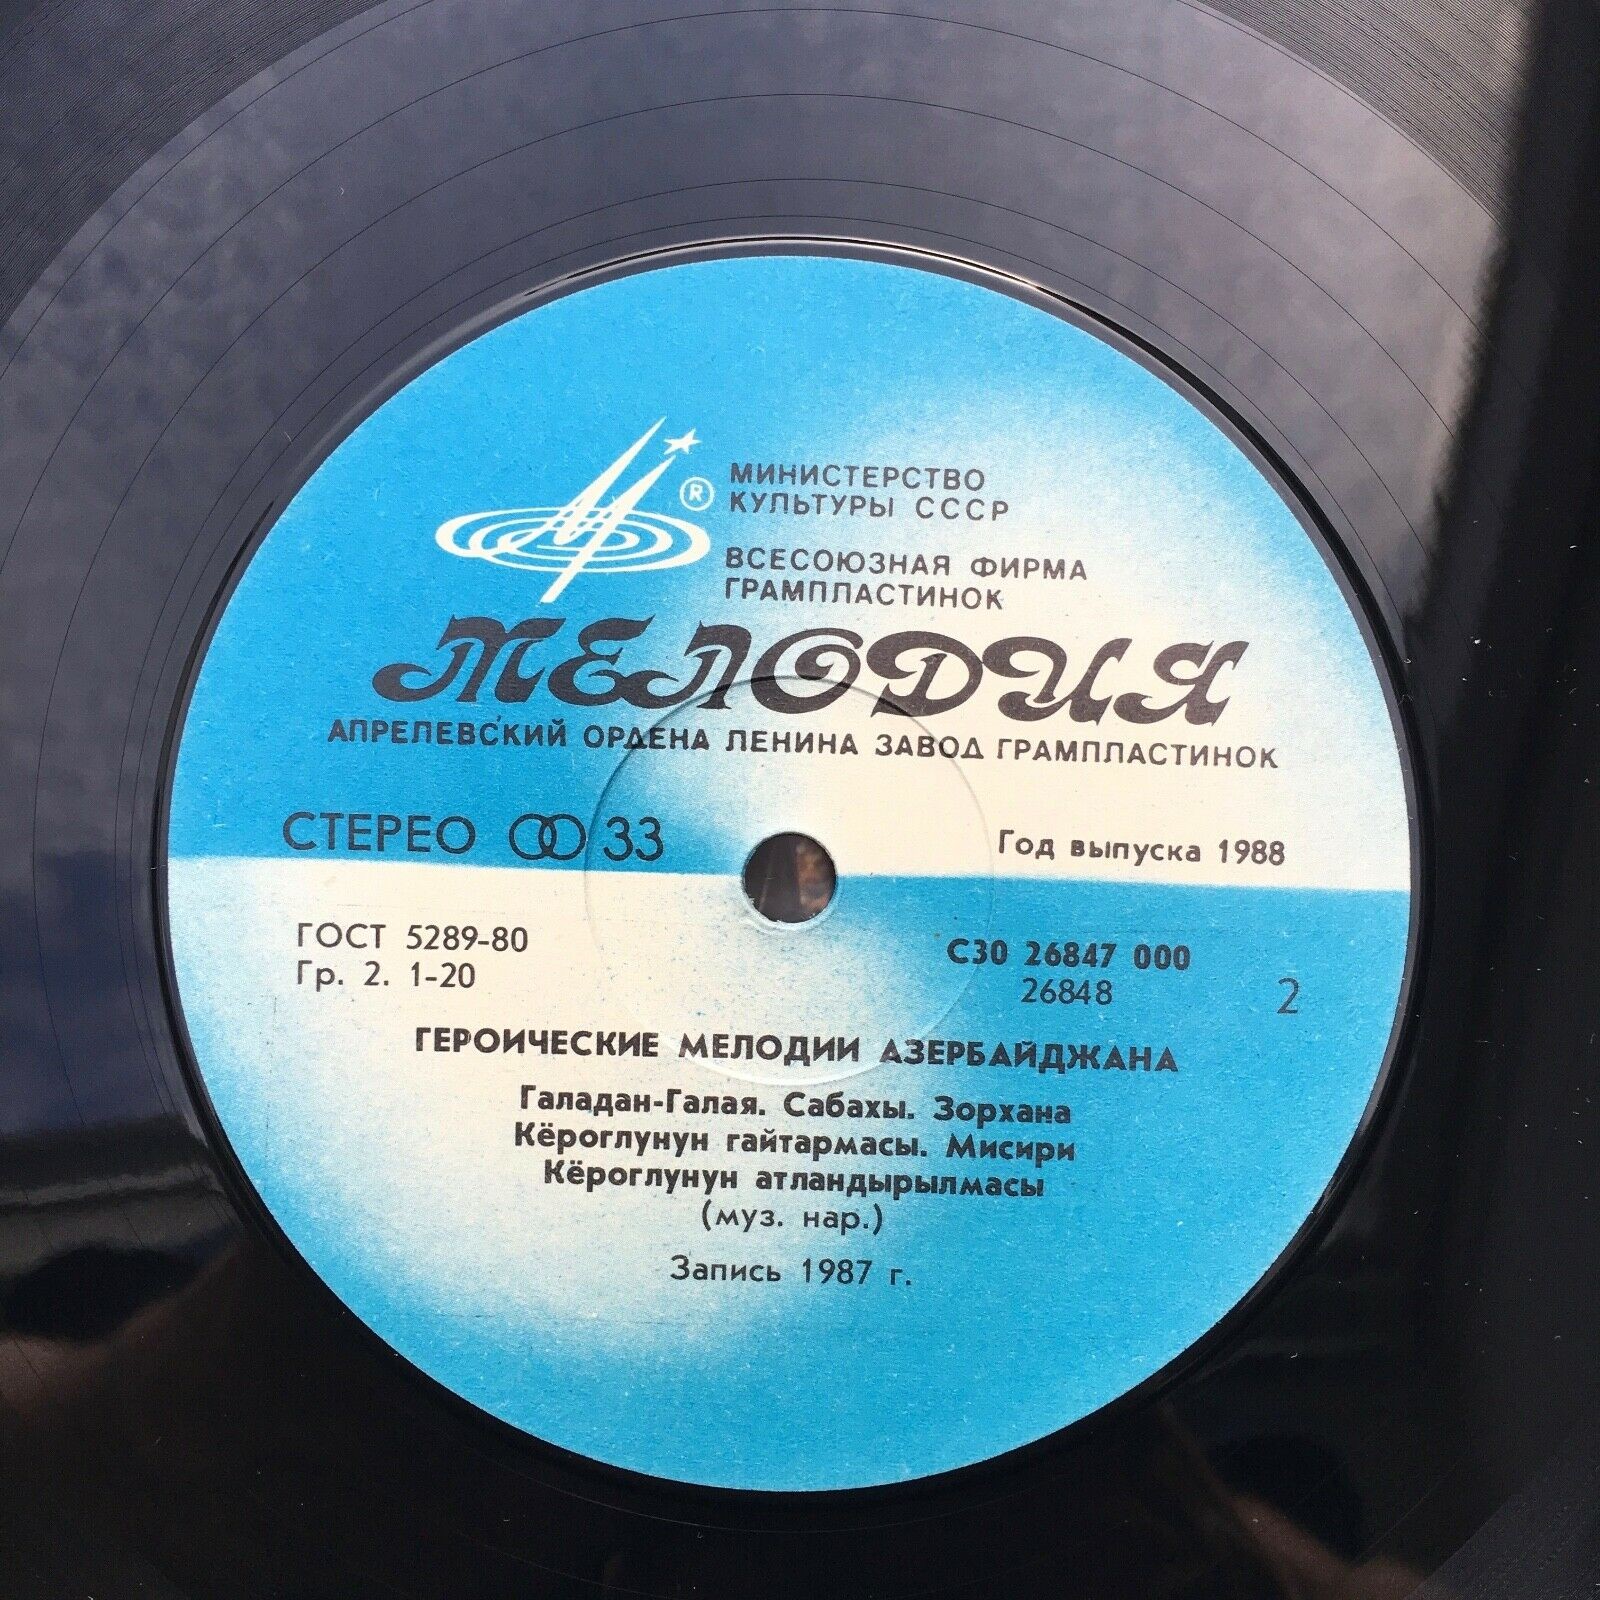 ®
МИНИСТЕРСТВО
КУЛЬТУРЫ СССР
ВСЕСОЮЗНАЯ ФИРМА
ГРАМПЛАСТИНОК
МЕЛОДИЯ
АПРЕЛЕВСКИЙ ОРДЕНА ЛЕНИНА ЗАВОД ГРАМПЛАСТИНОК
СТЕРЕО 33
Год выпуска 1988
ГОСТ 5289-80
Гр. 2. 1-20
С30 26847 000
26848
2
ГЕРОИЧЕСКИЕ МЕЛОДИИ АЗЕРБАЙДЖАНА
Галадан-Галая. Сабахы. Зорхана
Кёроглунун гайтармасы. Мисири
Кёроглунун атландырылмасы
(муз. нар.)
Запись 1987 г.